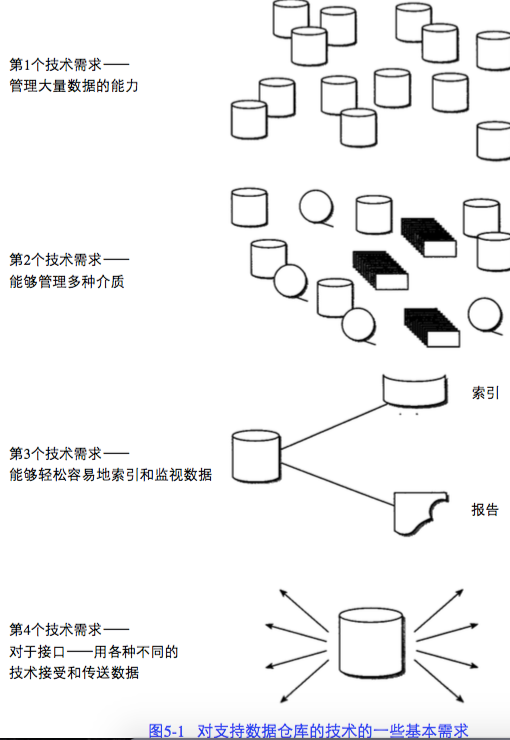 第1个技术需求——
管理大量数据的能力
第2个技术需求——
能够管理多种介质
索引
第3个技术需求——
能够轻松容易地索引和监视数据
报告
第4个技术需求——
对于接口——用各种不同的
技术接受和传送数据
图5-1 对支持数据仓库的技术的一些基本需求